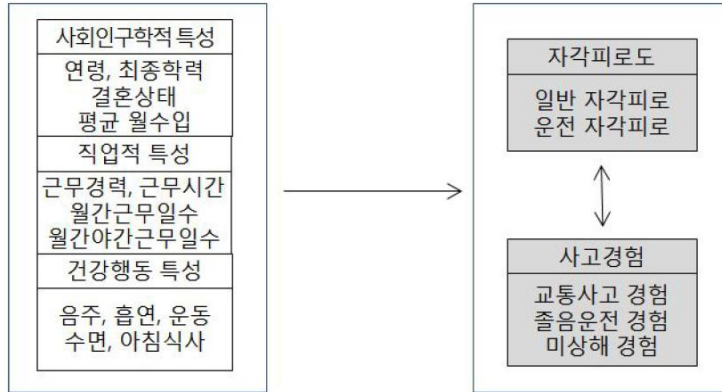 사회인구학적 특성
연령, 최종학력
결혼상태
평균 월수입
직업적 특성
근무경력, 근무시간
월간근무일수
월간야간근무일수
건강행동 특성
음주, 흡연, 운동
수면, 아침식사
자각피로도
일반 자각피로
운전 자각피로
사고경험
교통사고 경험
졸음운전 경험
미상해 경험